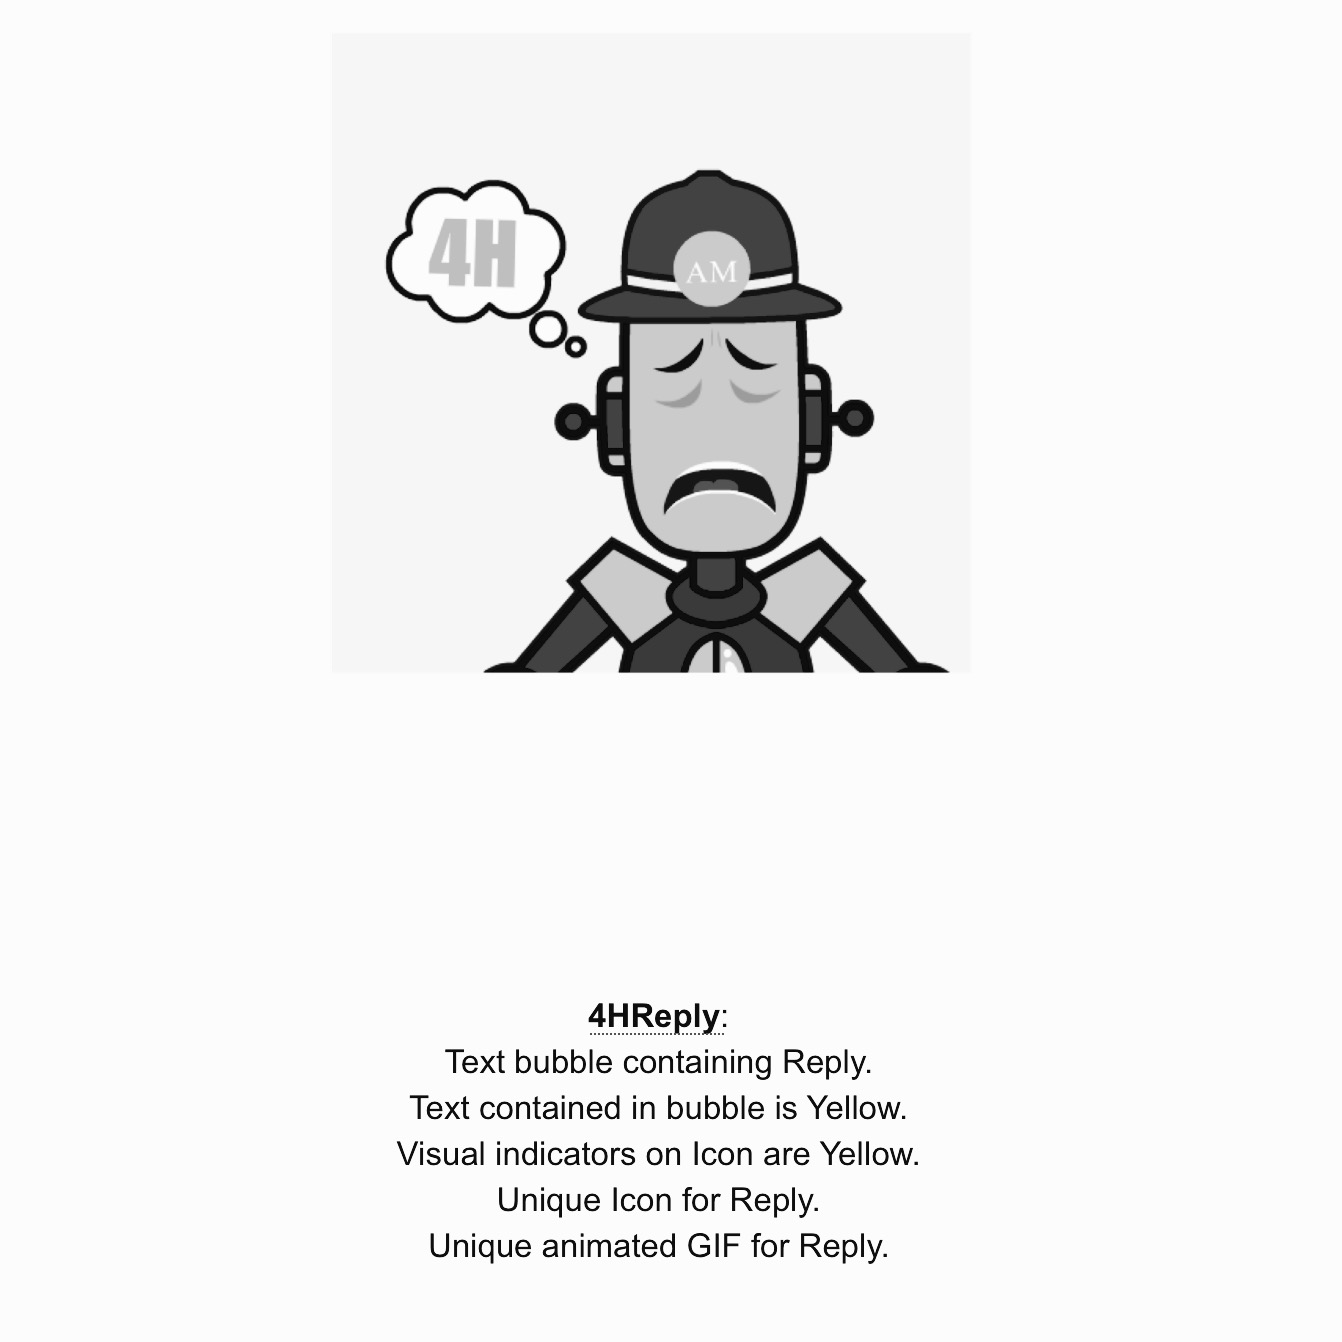 4H
AM
4HReply:
Text bubble containing Reply.
Text contained in bubble is Yellow.
Visual indicators on Icon are Yellow.
Unique Icon for Reply.
Unique animated GIF for Reply.